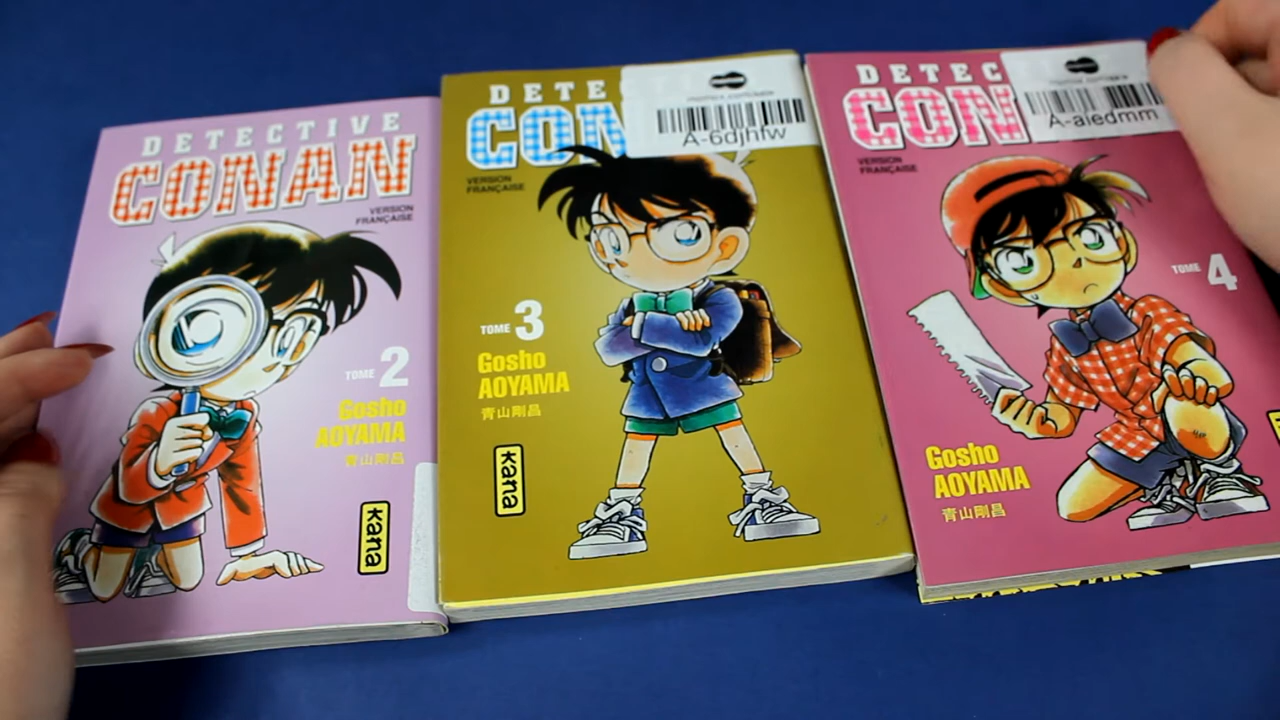 DETECTIVE
CONAN
VERSION
FRANÇAISE
TOME 2
Gosho
AOYAMA
青山剛昌
kana
DETE
CON
A-6djhfw
VERSION
FRANÇAISE
TOME 3
Gosho
AOYAMA
青山剛昌
kana
DETEC
CON
A-aiedmm
VERSION
FRANÇAISE
TOME 4
Gosho
AOYAMA
青山剛昌